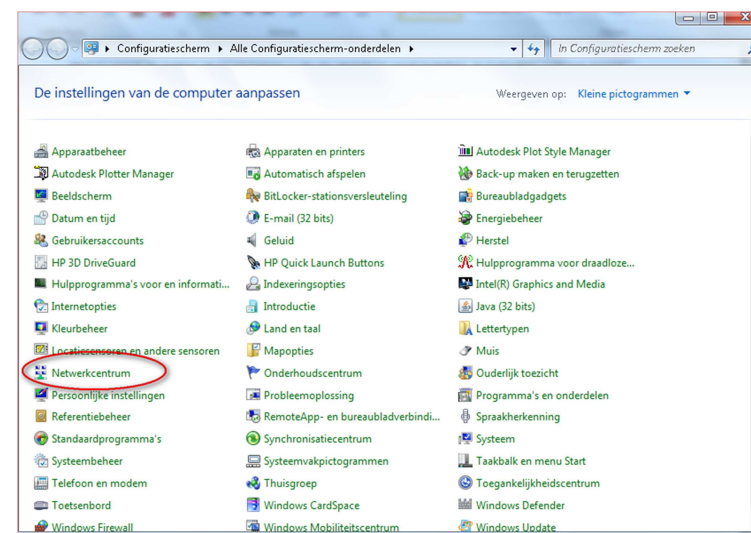 Configuratiescherm Alle Configuratiescherm-onderdelen In Configuratiescherm zoeken
De instellingen van de computer aanpassen Weergeven op: Kleine pictogrammen
Apparaatbeheer Apparaten en printers Autodesk Plot Style Manager
Autodesk Plotter Manager Automatisch afspelen Back-up maken en terugzetten
Beeldscherm BitLocker-stationsversleuteling Bureaubladgadgets
Datum en tijd E-mail (32 bits) Energiebeheer
Gebruikersaccounts Geluid Herstel
HP 3D DriveGuard HP Quick Launch Buttons Hulpprogramma voor draadloze...
Hulpprogramma's voor en informati... Indexeringsopties Intel(R) Graphics and Media
Internetopties Introductie Java (32 bits)
Kleurbeheer Land en taal Lettertypen
Locatiesensoren en andere sensoren Mapopties Muis
Netwerkcentrum Onderhoudscentrum Ouderlijk toezicht
Persoonlijke instellingen Probleemoplossing Programma's en onderdelen
Referentiebeheer RemoteApp- en bureaubladverbindi... Spraakherkenning
Standaardprogramma's Synchronisatiecentrum Systeem
Systeembeheer Systeemvakpictogrammen Taakbalk en menu Start
Telefoon en modem Thuisgroep Toegankelijkheidscentrum
Toetsenbord Windows CardSpace Windows Defender
Windows Firewall Windows Mobiliteitscentrum Windows Update